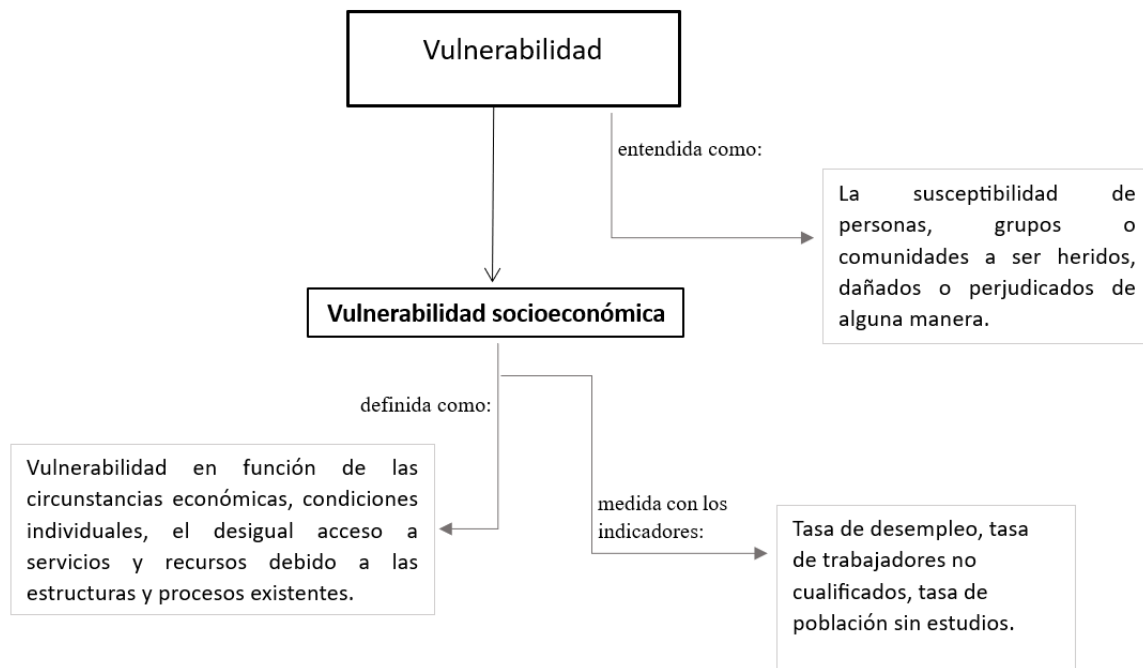 Vulnerabilidad
entendida como:
La susceptibilidad de
personas, grupos o
comunidades a ser heridos,
dañados o perjudicados de
alguna manera.
Vulnerabilidad socioeconómica
definida como:
Vulnerabilidad en función de las
circunstancias económicas, condiciones
individuales, el desigual acceso a
servicios y recursos debido a las
estructuras y procesos existentes.
medida con los
indicadores:
Tasa de desempleo, tasa
de trabajadores no
cualificados, tasa de
población sin estudios.